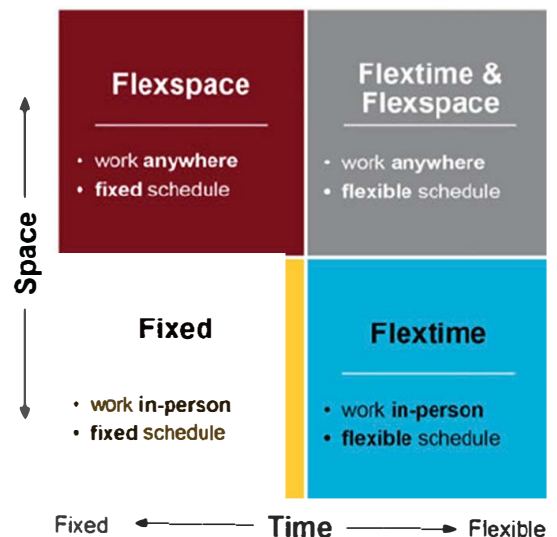 Flexspace
• work anywhere
• fixed schedule
Flextime &
Flexspace
• work anywhere
• flexible schedule
Space
Fixed
• work in-person
• fixed schedule
Flextime
• work in-person
• flexible schedule
Fixed
Time
Flexible